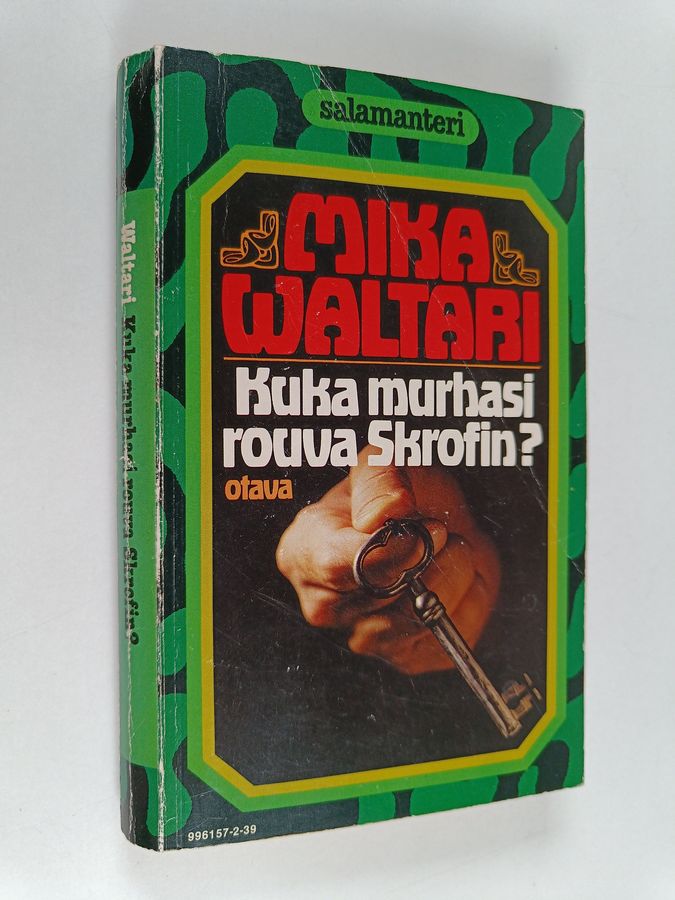 salamanteri
MIKA
WALTARI
Kuka murhasi
rouva Skrofin?
otava
996157-2-39
Waltari Kuka murhasi rouva Skrofin?